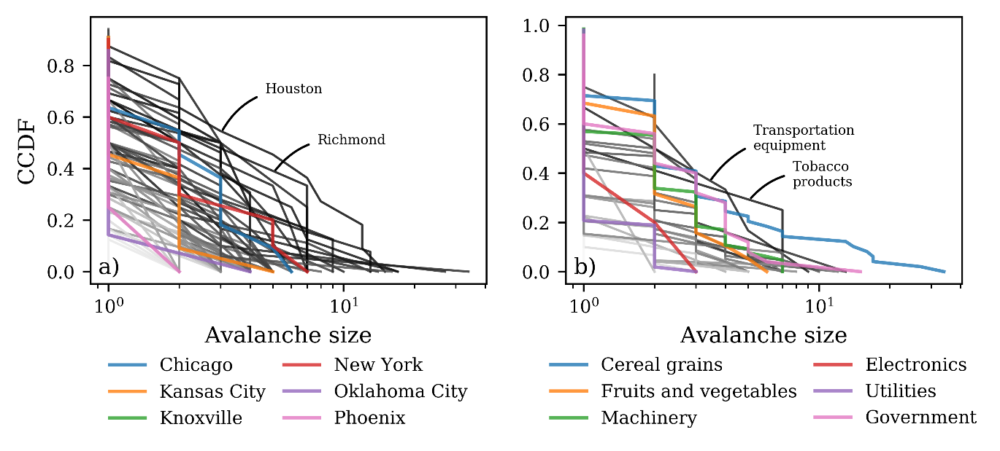 CCDF
0.8
0.6
0.4
0.2
0.0
Houston
Richmond
a)
10⁰
10¹
Avalanche size
Chicago
Kansas City
Knoxville
New York
Oklahoma City
Phoenix
1.0
0.8
0.6
0.4
0.2
0.0
Transportation
equipment
Tobacco
products
b)
10⁰
10¹
Avalanche size
Cereal grains
Fruits and vegetables
Machinery
Electronics
Utilities
Government